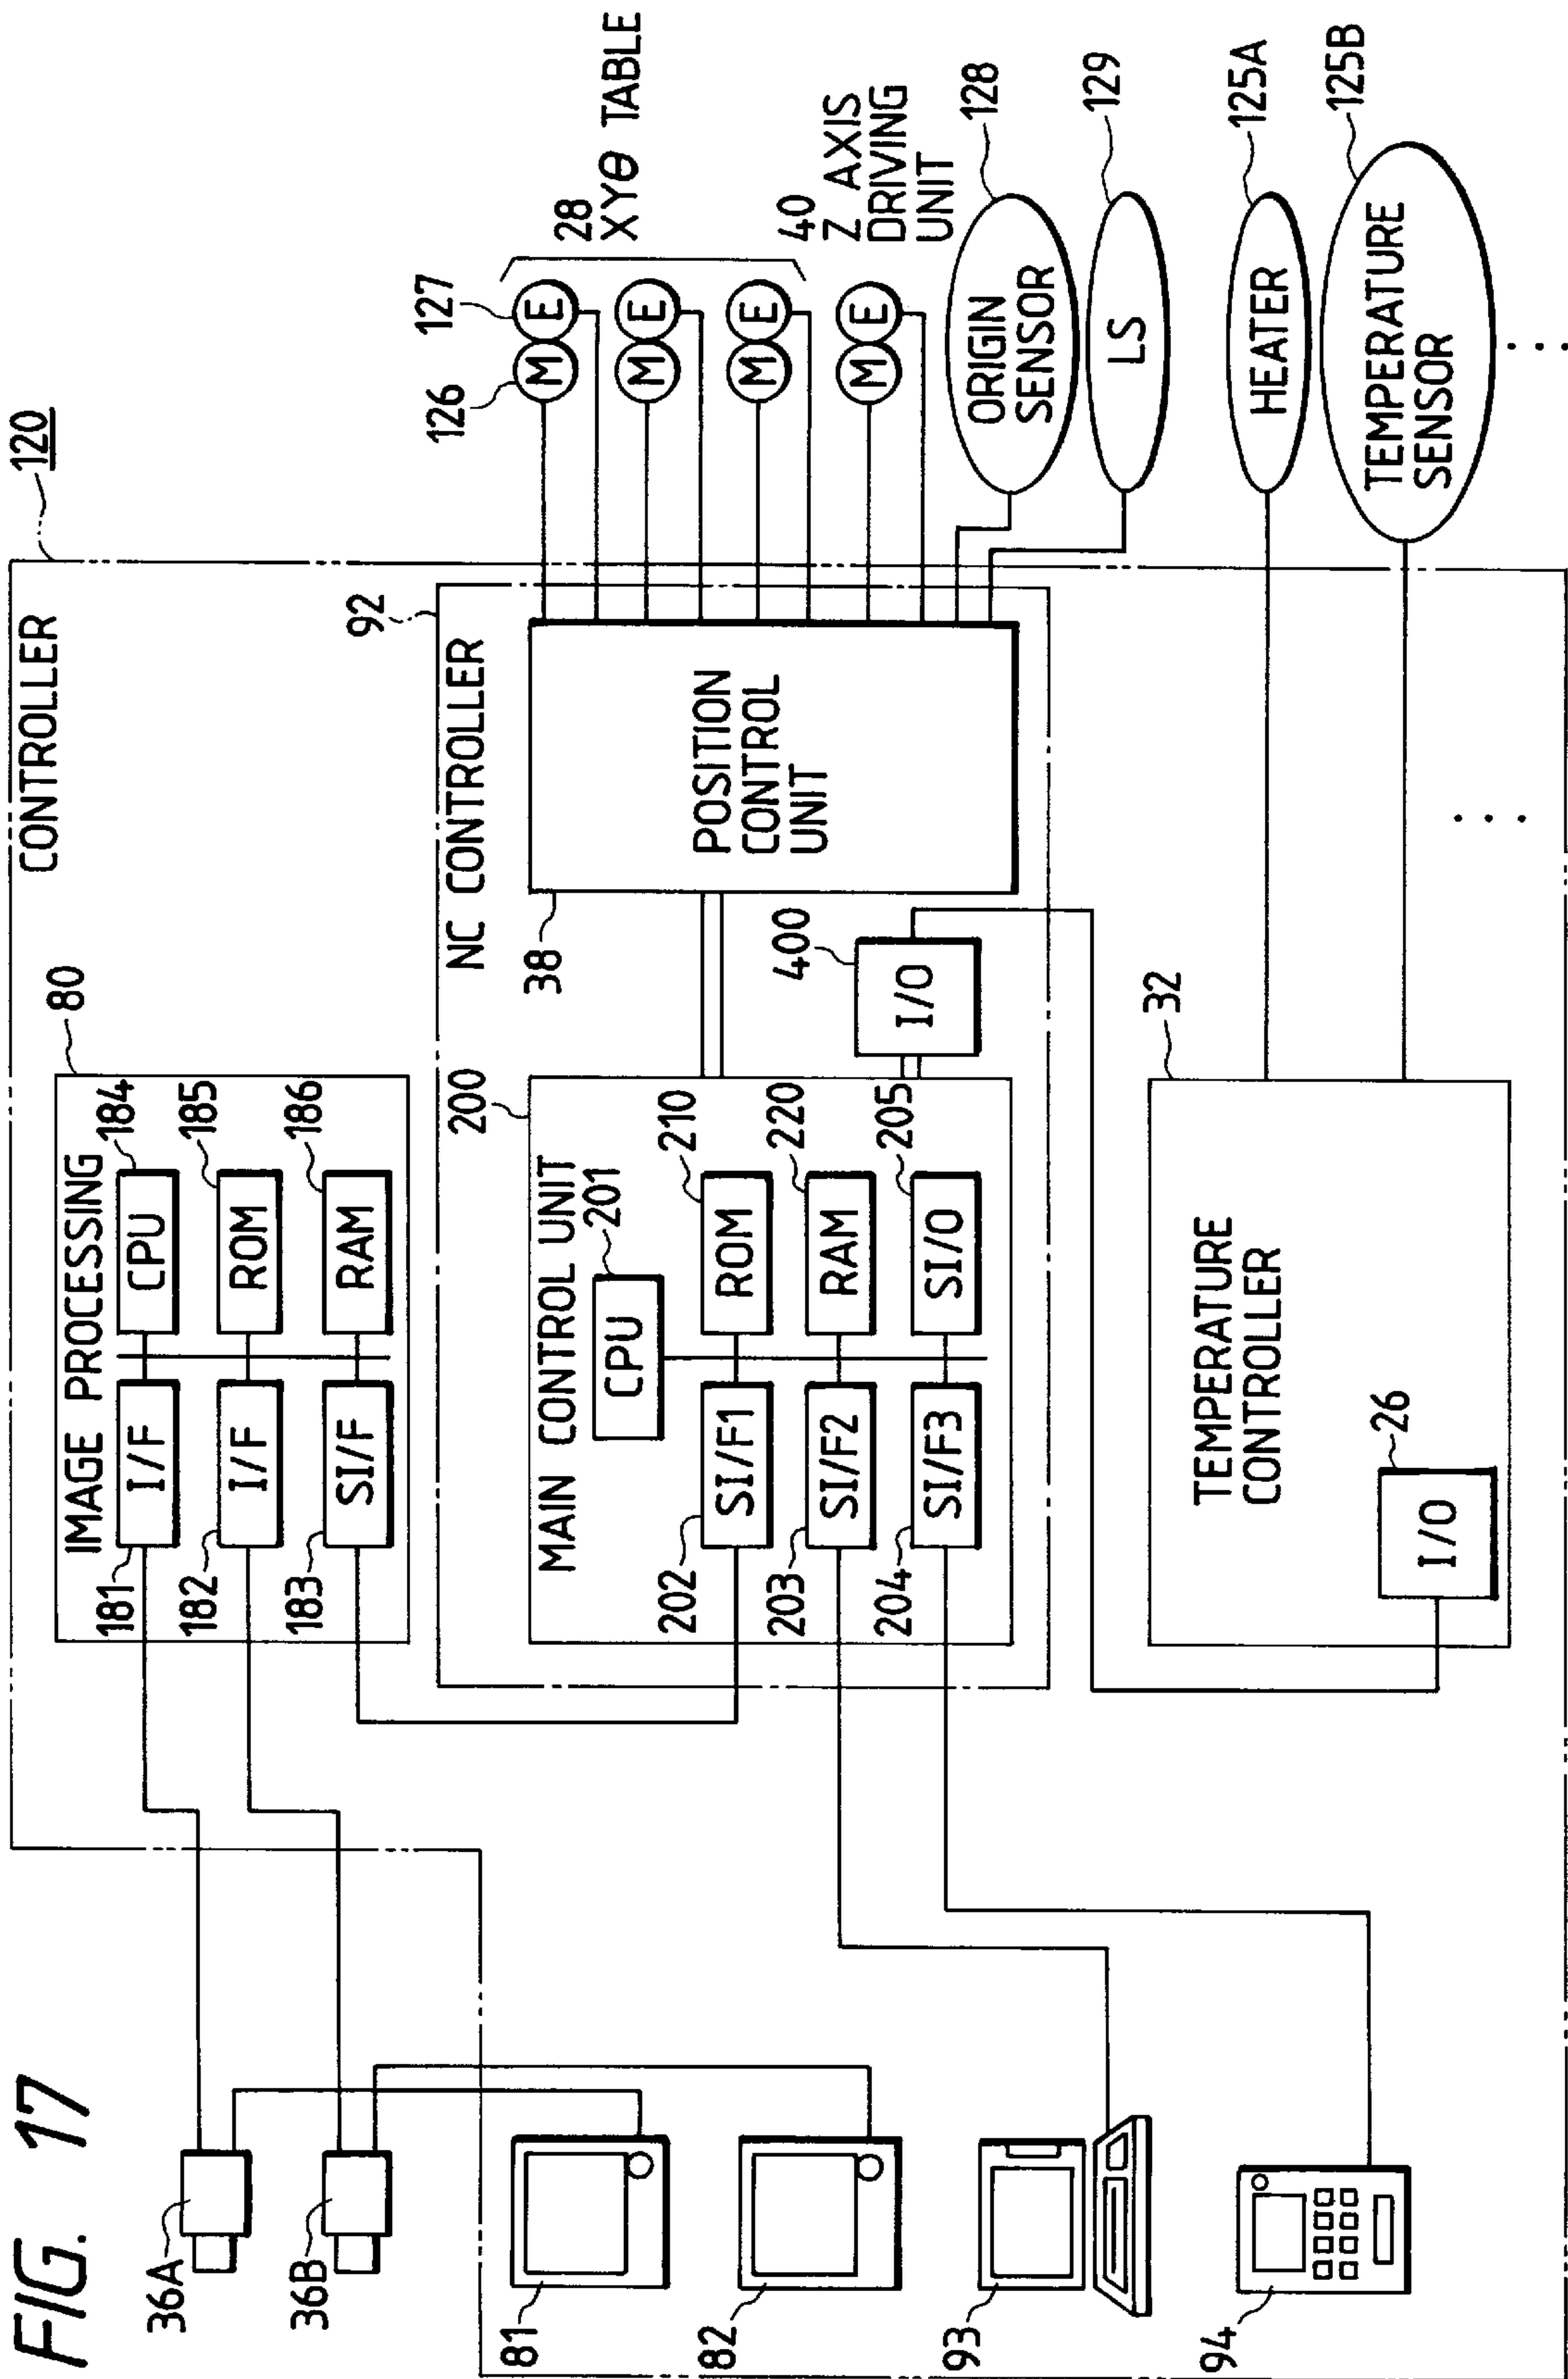 FIG. 17
CONTROLLER
120
36A
36B
81
82
93
94
IMAGE PROCESSING
80
181
I/F
CPU
184
182
I/F
ROM
185
183
SI/F
RAM
186
NC CONTROLLER
92
MAIN CONTROL UNIT
200
CPU
201
202
SI/F1
ROM
210
203
SI/F2
RAM
220
204
SI/F3
SI/O
205
I/O
400
38
POSITION
CONTROL
UNIT
126
127
M E
M E
M E
M E
28
XYθ TABLE
40
Z AXIS
DRIVING
UNIT
ORIGIN
SENSOR
128
LS
129
TEMPERATURE
CONTROLLER
32
I/O
26
HEATER
125A
TEMPERATURE
SENSOR
125B